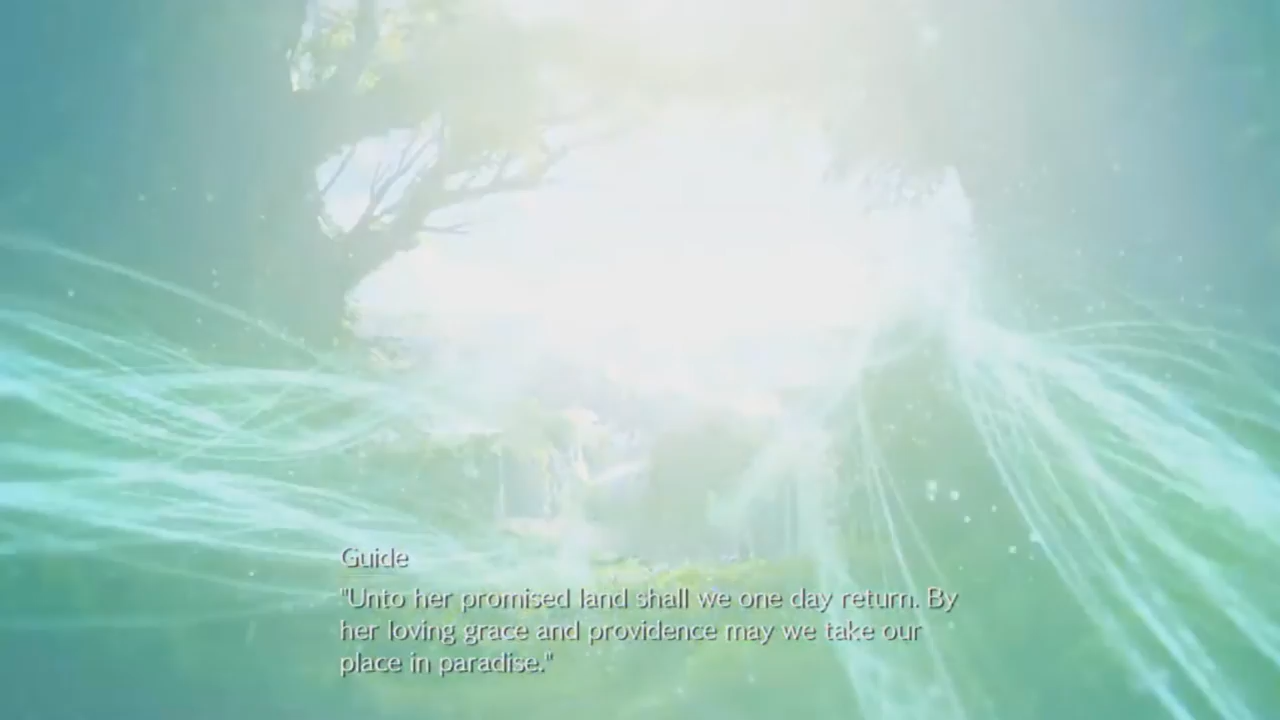 Guide
"Unto her promised land shall we one day return. By
her loving grace and providence may we take our
place in paradise."